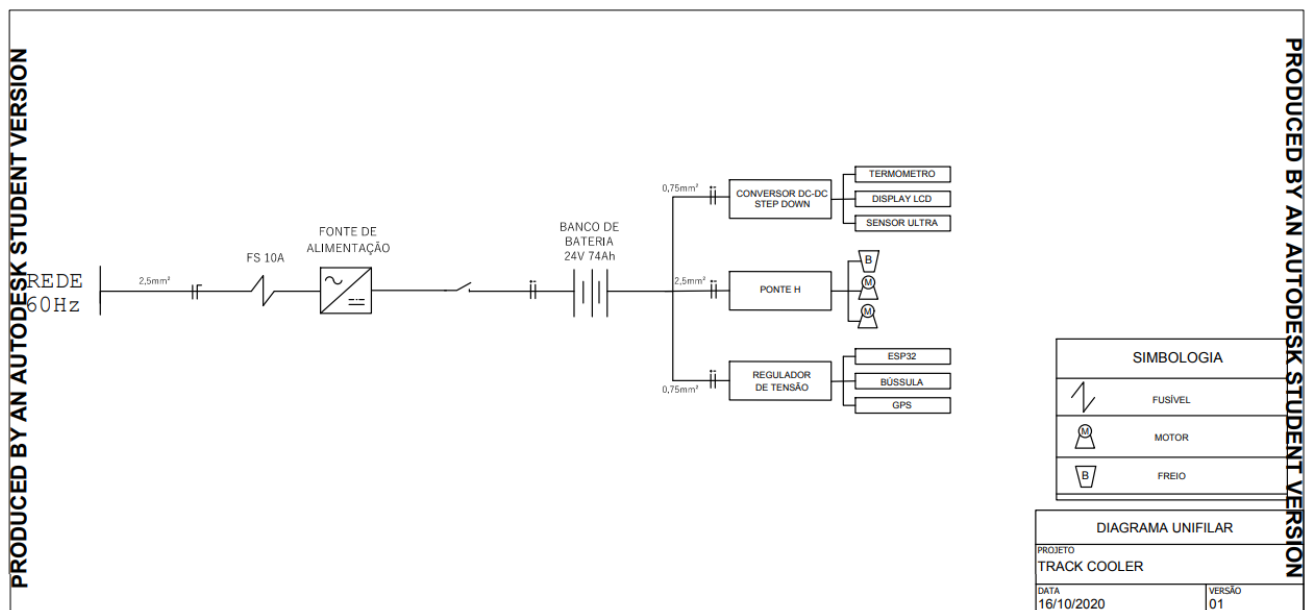 PRODUCED BY AN AUTODESK STUDENT VERSION
PRODUCED BY AN AUTODESK STUDENT VERSION
REDE
60Hz
2,5mm²
FS 10A
FONTE DE
ALIMENTAÇÃO
BANCO DE
BATERIA
24V 74Ah
0,75mm²
CONVERSOR DC-DC
STEP DOWN
TERMOMETRO
DISPLAY LCD
SENSOR ULTRA
2,5mm²
PONTE H
B
M
M
0,75mm²
REGULADOR
DE TENSÃO
ESP32
BÚSSULA
GPS
SIMBOLOGIA
FUSÍVEL
M
MOTOR
B
FREIO
DIAGRAMA UNIFILAR
PROJETO
TRACK COOLER
DATA
16/10/2020
VERSÃO
01